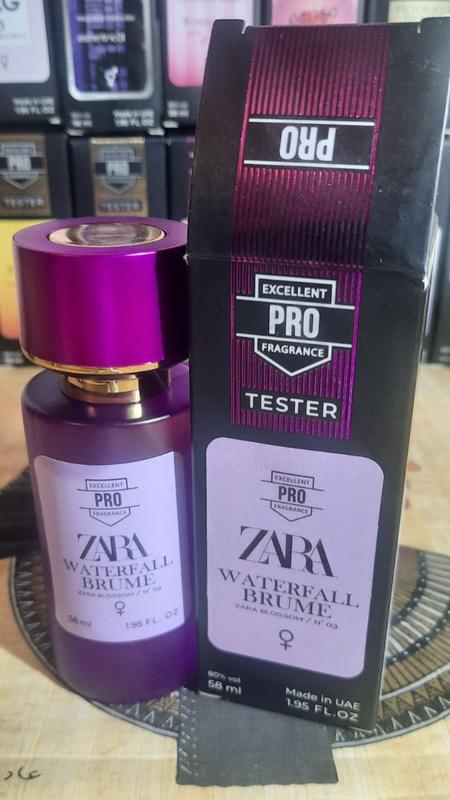 PRO
EXCELLENT
PRO
FRAGRANCE
TESTER
EXCELLENT
PRO
FRAGRANCE
ZARA
WATERFALL
BRUME
ZARA BLOSSOM / N° 03
80% vol
58 ml
Made in UAE
1.95 FL.OZ
EXCELLENT
PRO
FRAGRANCE
ZARA
WATERFALL
BRUME
ZARA BLOSSOM / N° 03
58 ml
1.95 FL. OZ
PRO
PRO
TESTER